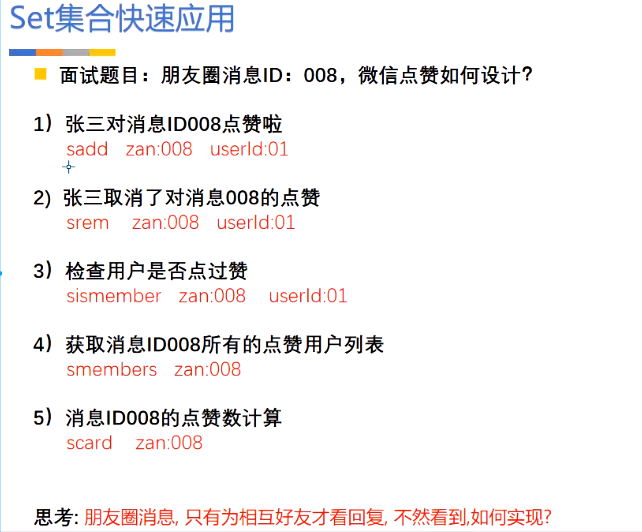 Set集合快速应用
面试题目：朋友圈消息ID：008，微信点赞如何设计？
1）张三对消息ID008点赞啦
sadd zan:008 userId:01
2）张三取消了对消息008的点赞
srem zan:008 userId:01
3）检查用户是否点过赞
sismember zan:008 userId:01
4）获取消息ID008所有的点赞用户列表
smembers zan:008
5）消息ID008的点赞数计算
scard zan:008
思考: 朋友圈消息, 只有为相互好友才看回复, 不然看到,如何实现?